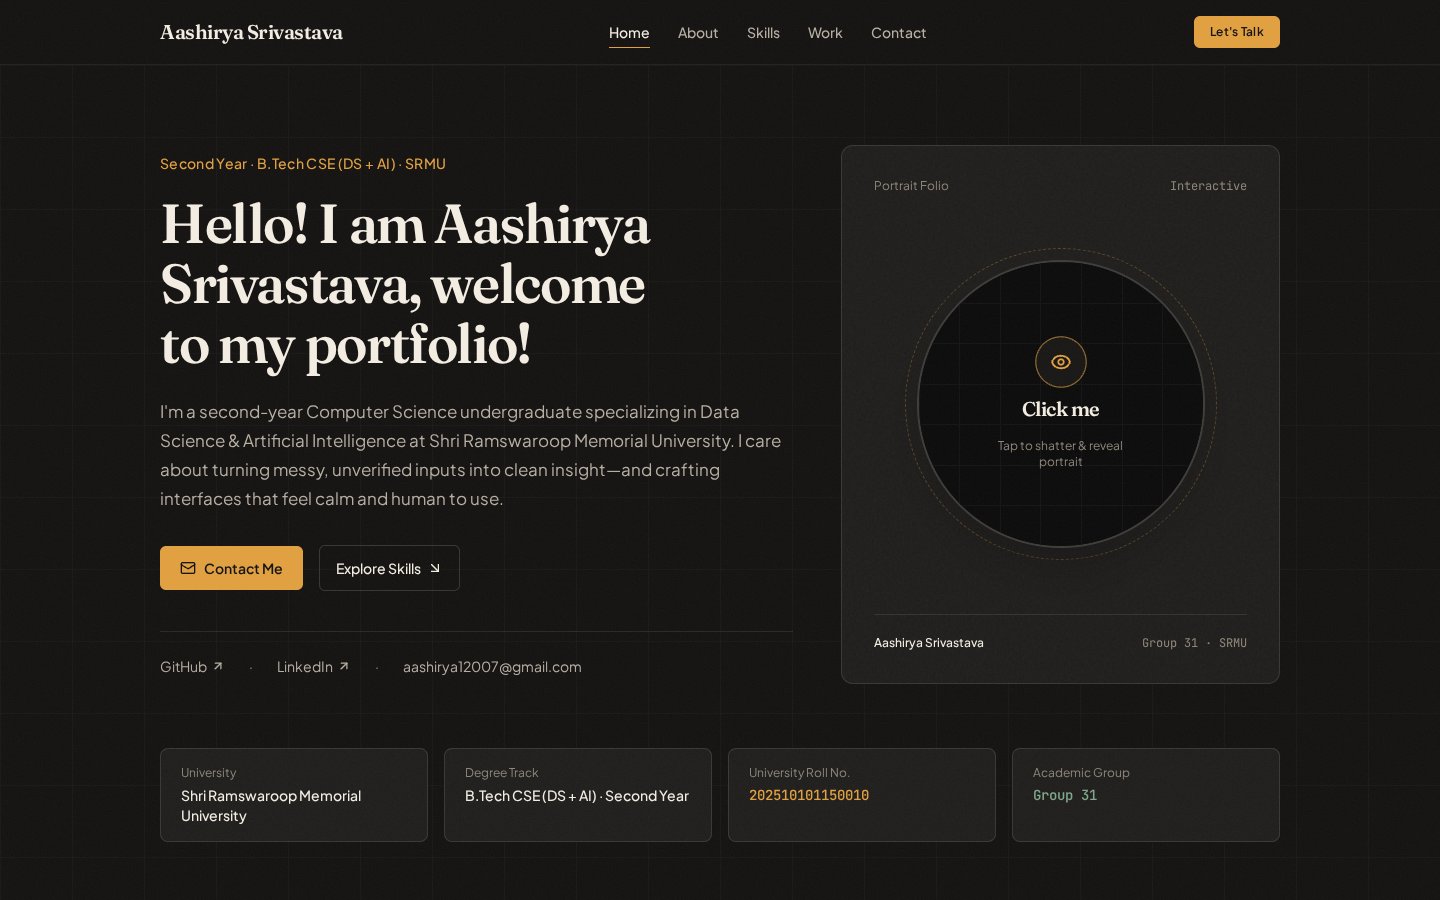 Aashirya Srivastava
Home
About
Skills
Work
Contact
Let's Talk
Second Year · B.Tech CSE (DS + AI) · SRMU
Hello! I am Aashirya
Srivastava, welcome
to my portfolio!
I'm a second-year Computer Science undergraduate specializing in Data
Science & Artificial Intelligence at Shri Ramswaroop Memorial University. I care
about turning messy, unverified inputs into clean insight—and crafting
interfaces that feel calm and human to use.
Contact Me
Explore Skills
GitHub
·
LinkedIn
·
aashirya12007@gmail.com
Portrait Folio
Interactive
Click me
Tap to shatter & reveal
portrait
Aashirya Srivastava
Group 31 · SRMU
University
Shri Ramswaroop Memorial
University
Degree Track
B.Tech CSE (DS + AI) · Second Year
University Roll No.
202510101150010
Academic Group
Group 31